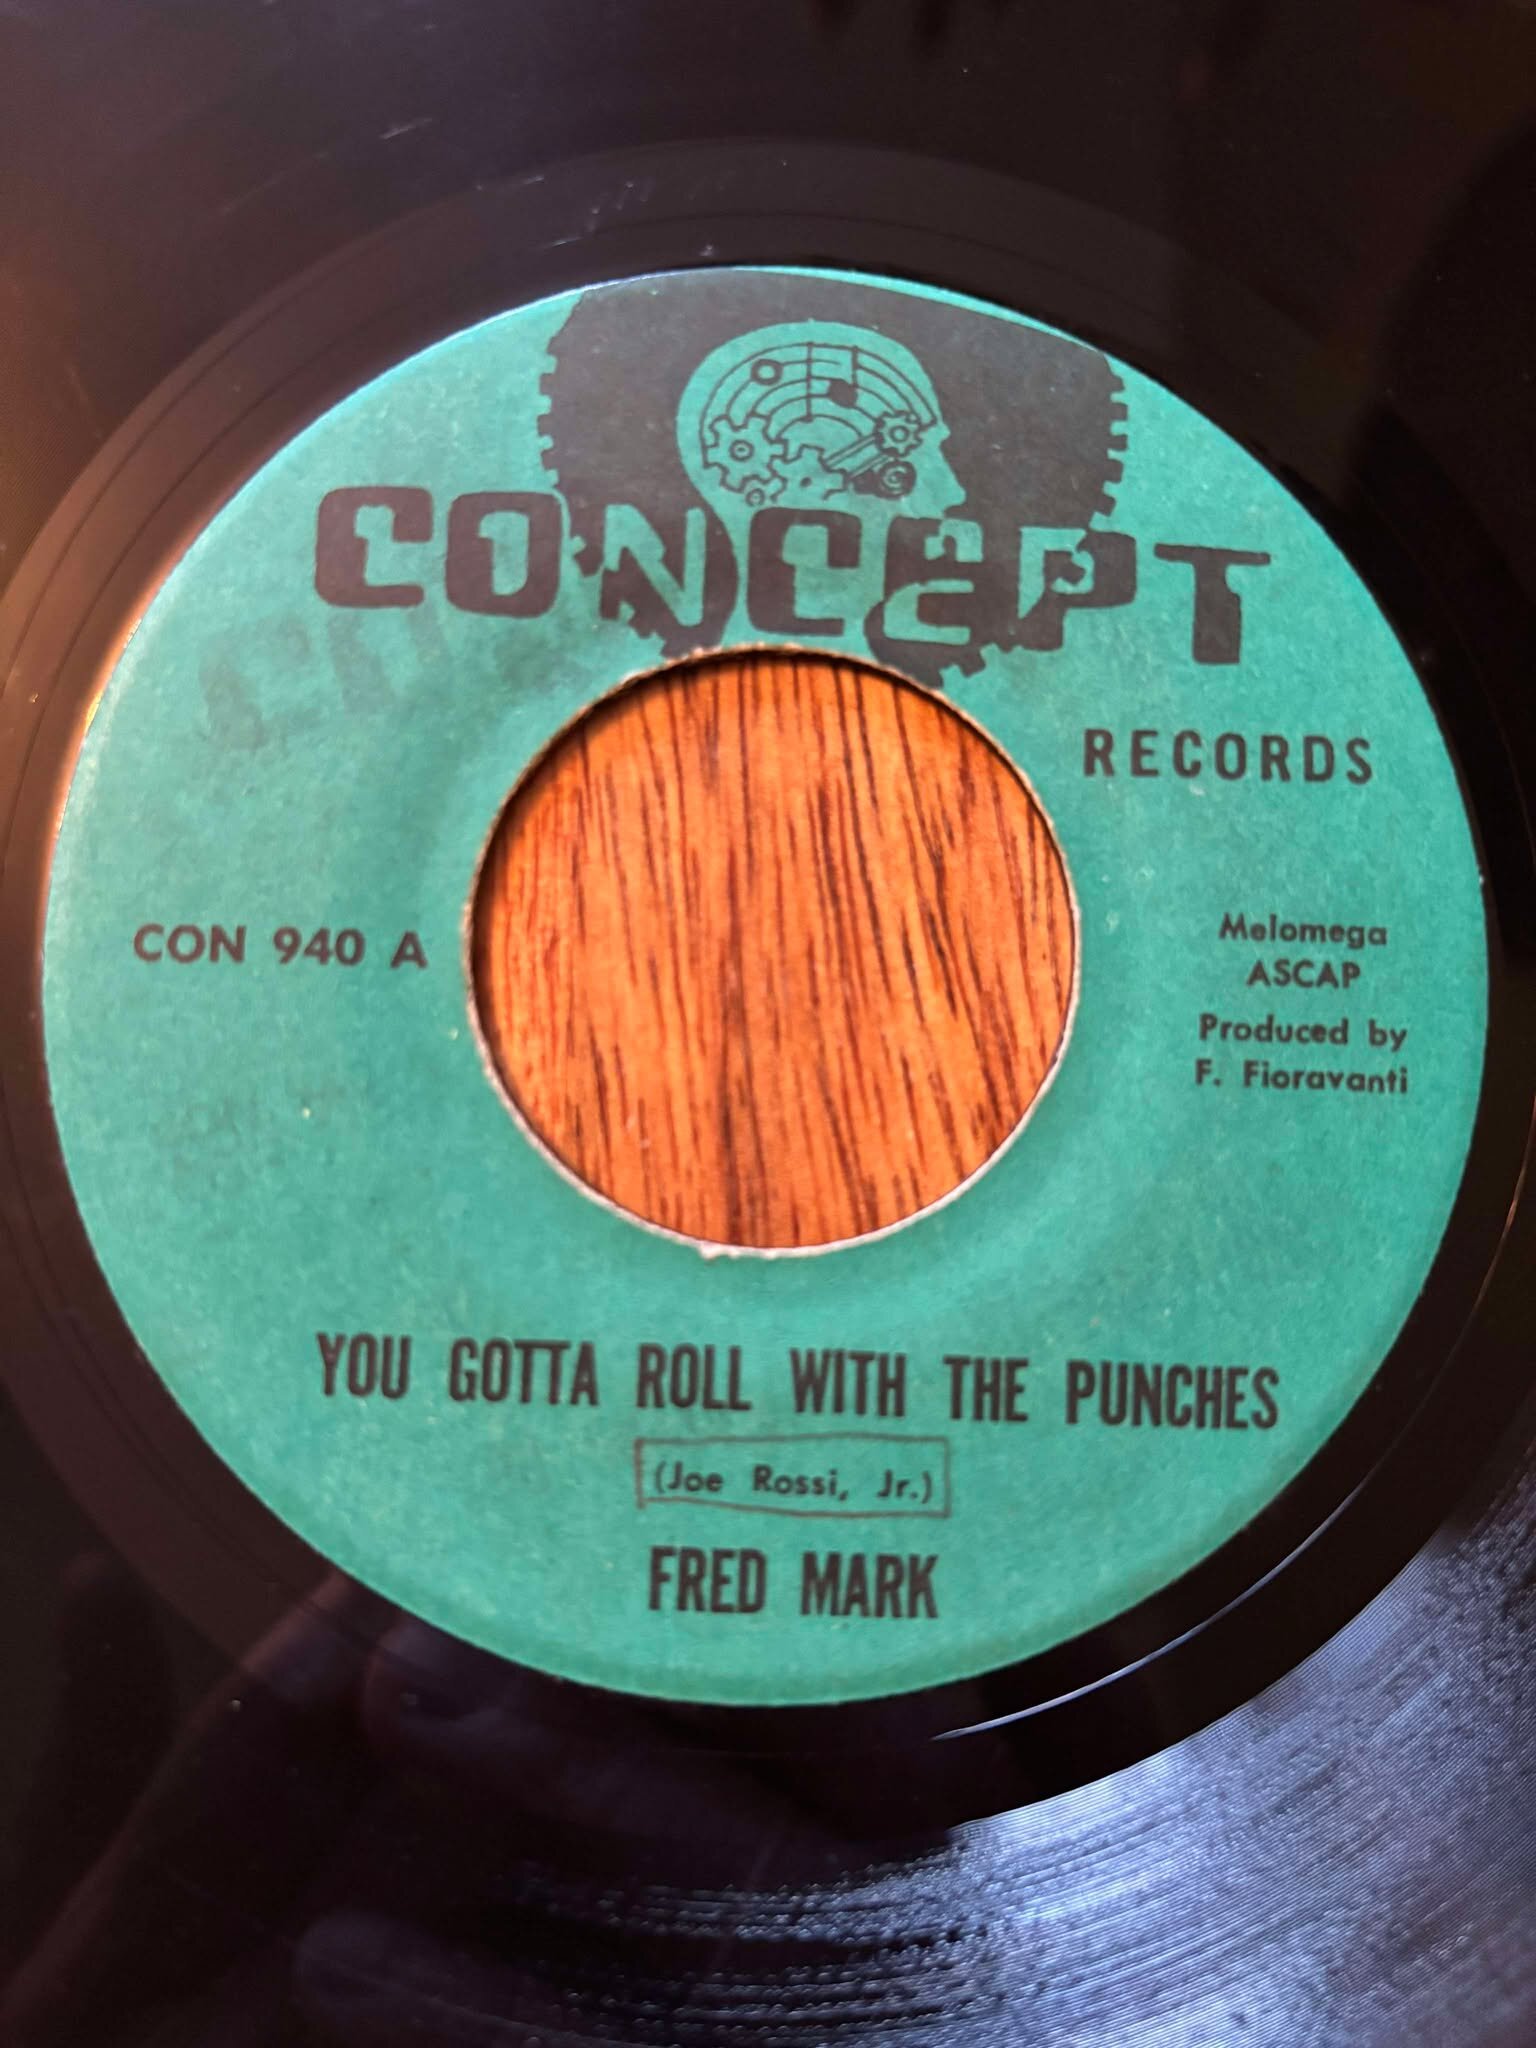 CONCEPT
RECORDS
CON 940 A
Melomega
ASCAP
Produced by
F. Fioravanti
YOU GOTTA ROLL WITH THE PUNCHES
(Joe Rossi, Jr.)
FRED MARK